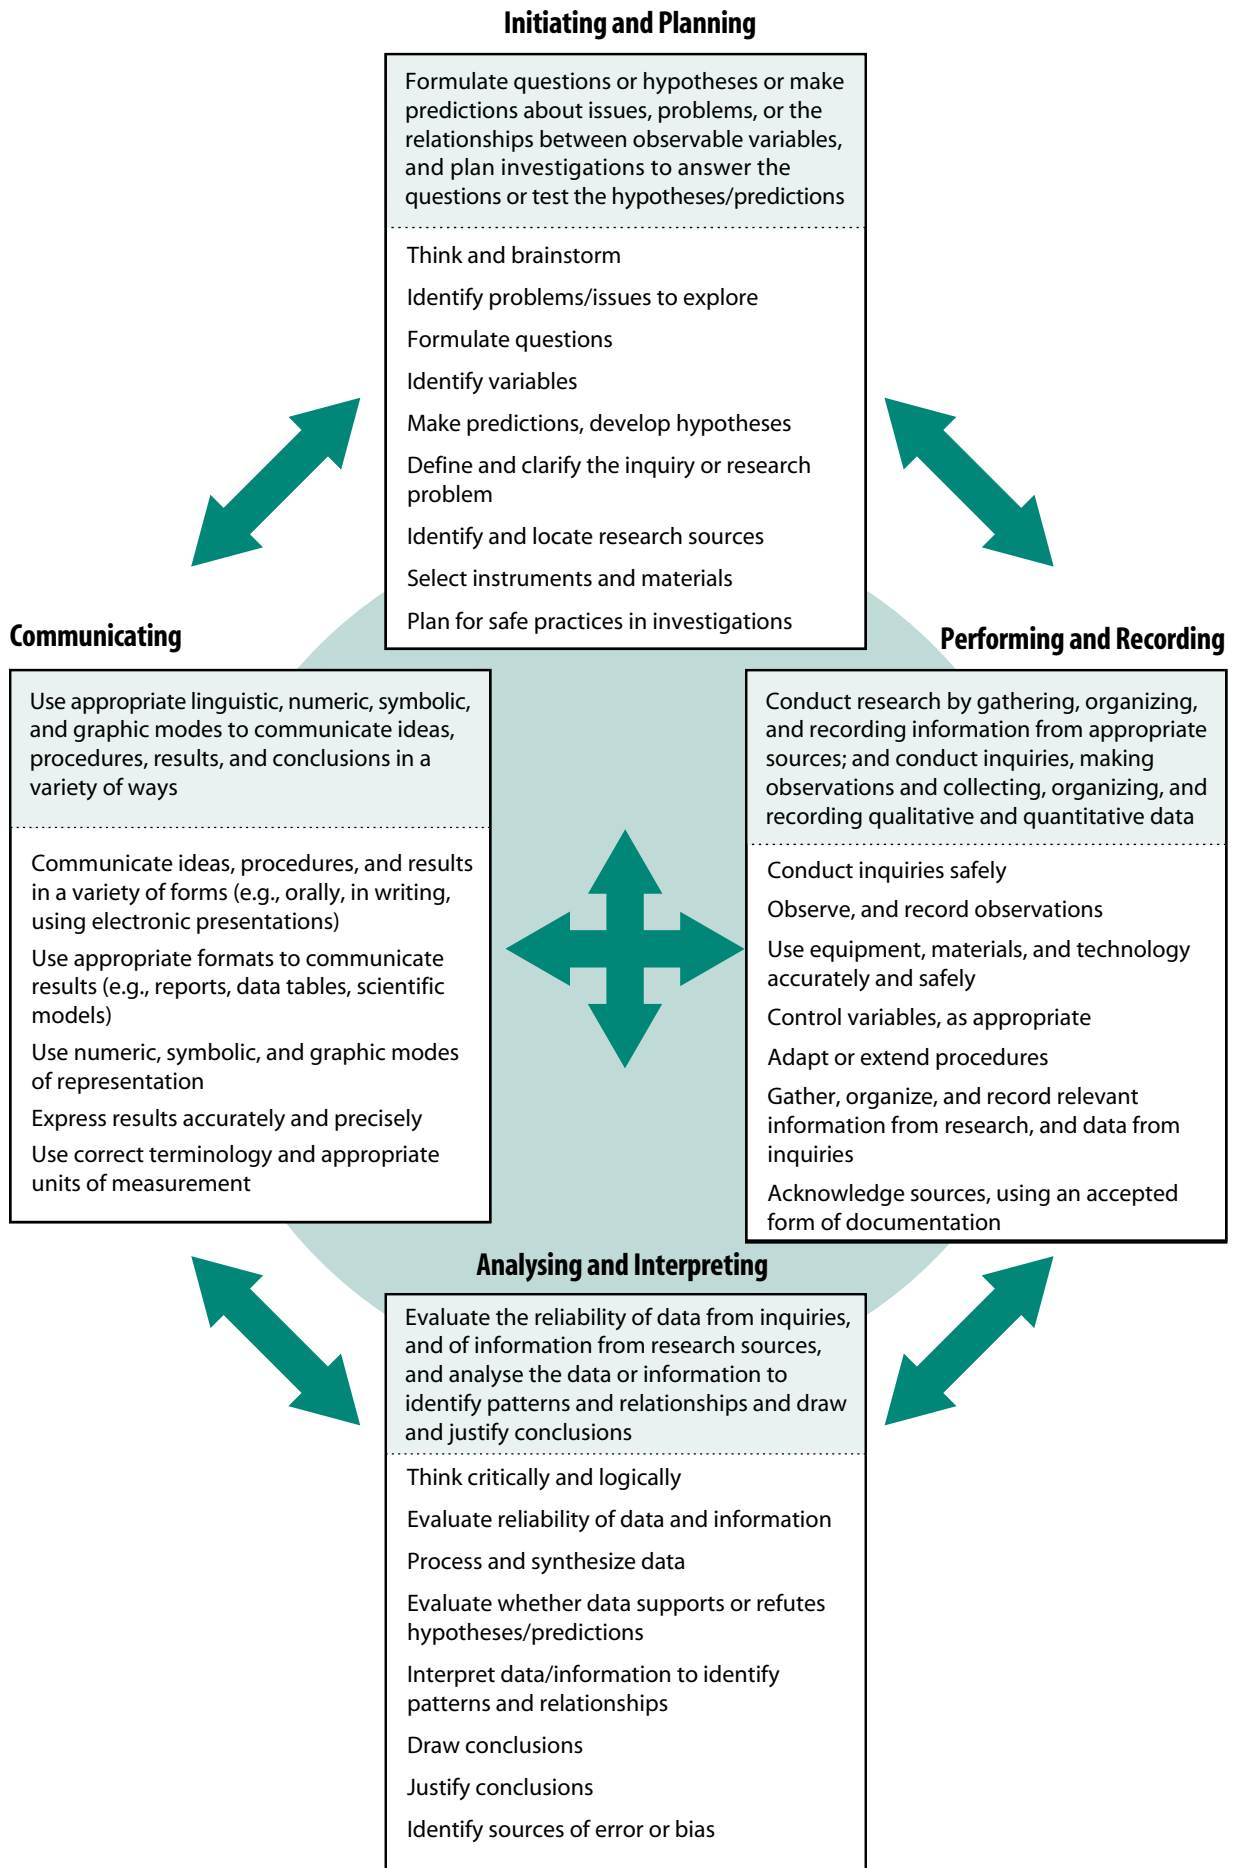 Initiating and Planning
Formulate questions or hypotheses or make
predictions about issues, problems, or the
relationships between observable variables,
and plan investigations to answer the
questions or test the hypotheses/predictions
Think and brainstorm
Identify problems/issues to explore
Formulate questions
Identify variables
Make predictions, develop hypotheses
Define and clarify the inquiry or research
problem
Identify and locate research sources
Select instruments and materials
Plan for safe practices in investigations
Communicating
Use appropriate linguistic, numeric, symbolic,
and graphic modes to communicate ideas,
procedures, results, and conclusions in a
variety of ways
Communicate ideas, procedures, and results
in a variety of forms (e.g., orally, in writing,
using electronic presentations)
Use appropriate formats to communicate
results (e.g., reports, data tables, scientific
models)
Use numeric, symbolic, and graphic modes
of representation
Express results accurately and precisely
Use correct terminology and appropriate
units of measurement
Performing and Recording
Conduct research by gathering, organizing,
and recording information from appropriate
sources; and conduct inquiries, making
observations and collecting, organizing, and
recording qualitative and quantitative data
Conduct inquiries safely
Observe, and record observations
Use equipment, materials, and technology
accurately and safely
Control variables, as appropriate
Adapt or extend procedures
Gather, organize, and record relevant
information from research, and data from
inquiries
Acknowledge sources, using an accepted
form of documentation
Analysing and Interpreting
Evaluate the reliability of data from inquiries,
and of information from research sources,
and analyse the data or information to
identify patterns and relationships and draw
and justify conclusions
Think critically and logically
Evaluate reliability of data and information
Process and synthesize data
Evaluate whether data supports or refutes
hypotheses/predictions
Interpret data/information to identify
patterns and relationships
Draw conclusions
Justify conclusions
Identify sources of error or bias